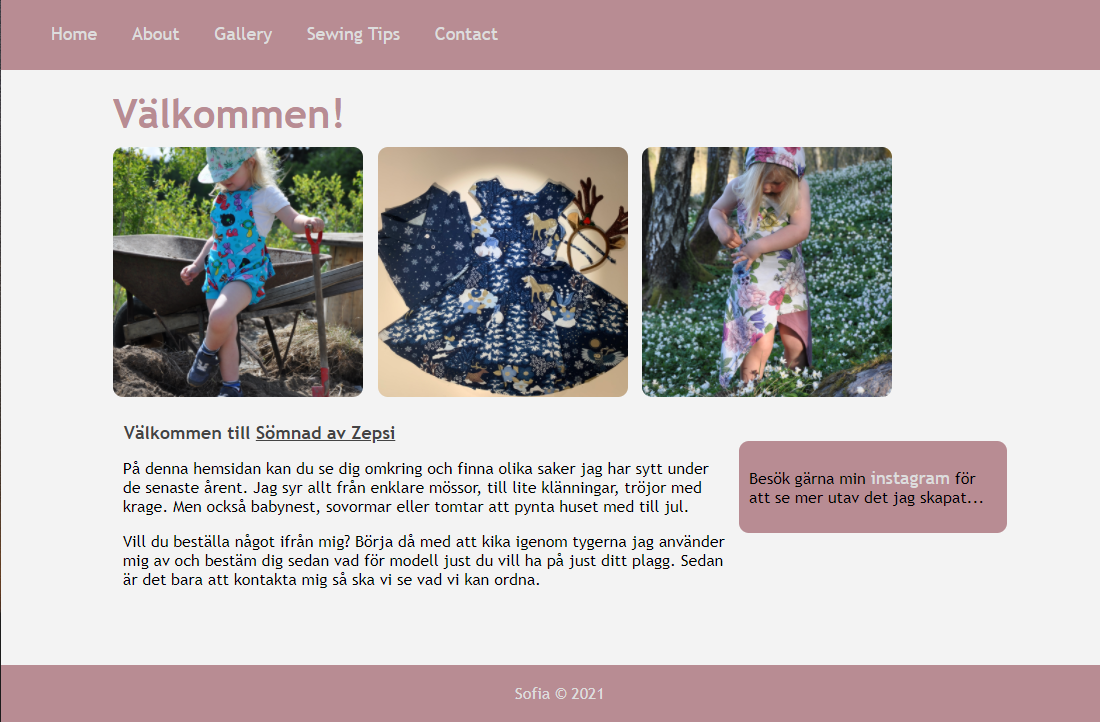 Home About Gallery Sewing Tips Contact
Välkommen!
Välkommen till Sömnad av Zepsi
På denna hemsidan kan du se dig omkring och finna olika saker jag har sytt under
de senaste årent. Jag syr allt från enklare mössor, till lite klänningar, tröjor med
krage. Men också babynest, sovormar eller tomtar att pynta huset med till jul.
Vill du beställa något ifrån mig? Börja då med att kika igenom tygerna jag använder
mig av och bestäm dig sedan vad för modell just du vill ha på just ditt plagg. Sedan
är det bara att kontakta mig så ska vi se vad vi kan ordna.
Besök gärna min instagram för
att se mer utav det jag skapat...
Sofia © 2021